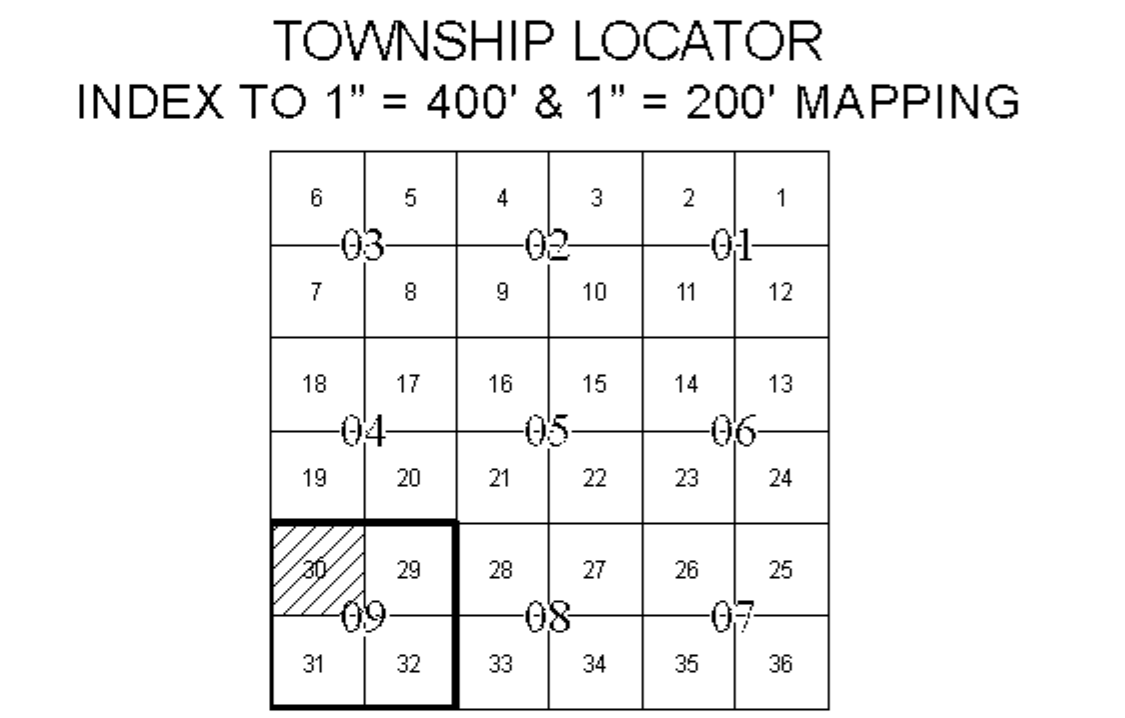 TOWNSHIP LOCATOR
INDEX TO 1” = 400' & 1” = 200' MAPPING
6 5 4 3 2 1
03 02 01
7 8 9 10 11 12
18 17 16 15 14 13
04 05 06
19 20 21 22 23 24
30 29 28 27 26 25
09 08 07
31 32 33 34 35 36